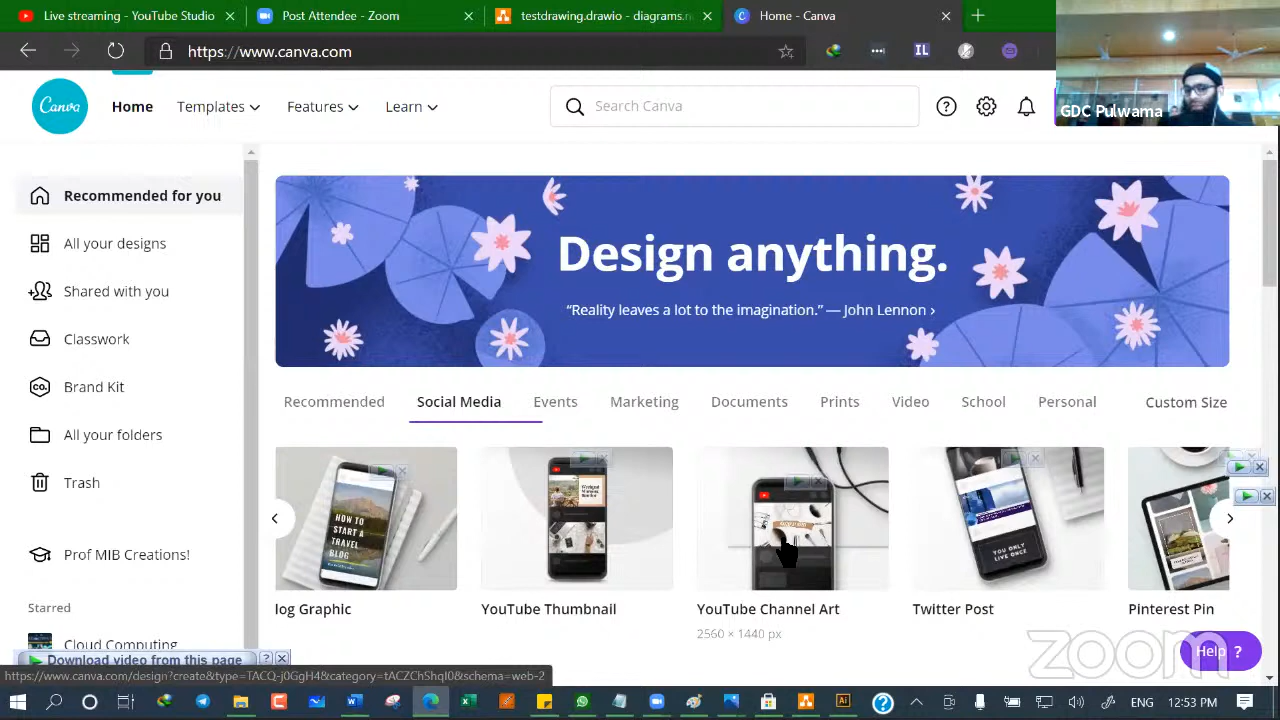 Live streaming - YouTube Studio
Post Attendee - Zoom
testdrawing.drawio - diagrams.n
Home - Canva
https://www.canva.com
IL
GDC Pulwama
Canva
Home
Templates
Features
Learn
Search Canva
Recommended for you
All your designs
Shared with you
Classwork
CO.
Brand Kit
All your folders
Trash
Prof MIB Creations!
Starred
Cloud Computing
Download video from this page
Design anything.
“Reality leaves a lot to the imagination.” — John Lennon ›
Recommended
Social Media
Events
Marketing
Documents
Prints
Video
School
Personal
Custom Size
HOW TO
START A
TRAVEL
BLOG
YOU ONLY
LIVE ONCE
log Graphic
YouTube Thumbnail
YouTube Channel Art
Twitter Post
Pinterest Pin
2560 × 1440 px
zoom
Help ?
https://www.canva.com/design?create&type=TACQ-j0GgH4&category=tACZChShqI0&schema=web-2
Ai
ENG
12:53 PM